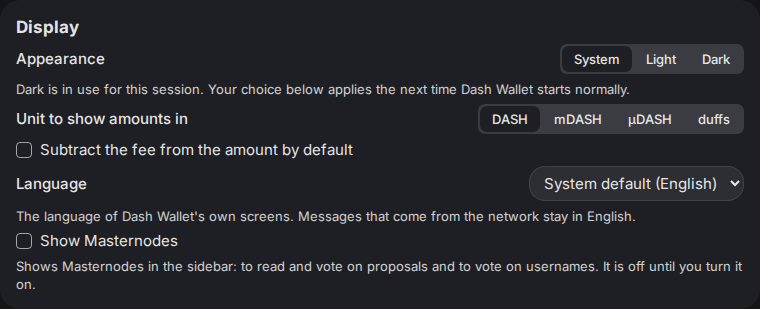 Display
Appearance
System Light Dark
Dark is in use for this session. Your choice below applies the next time Dash Wallet starts normally.
Unit to show amounts in
DASH mDASH µDASH duffs
Subtract the fee from the amount by default
Language
System default (English)
The language of Dash Wallet's own screens. Messages that come from the network stay in English.
Show Masternodes
Shows Masternodes in the sidebar: to read and vote on proposals and to vote on usernames. It is off until you turn it
on.